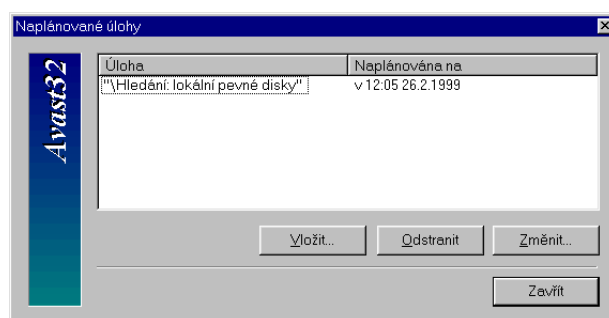 Naplánované úlohy
Avast32
Úloha Naplánována na
"\Hledání: lokální pevné disky" v 12:05 26.2.1999
Vložit... Odstranit Změnit...
Zavřít